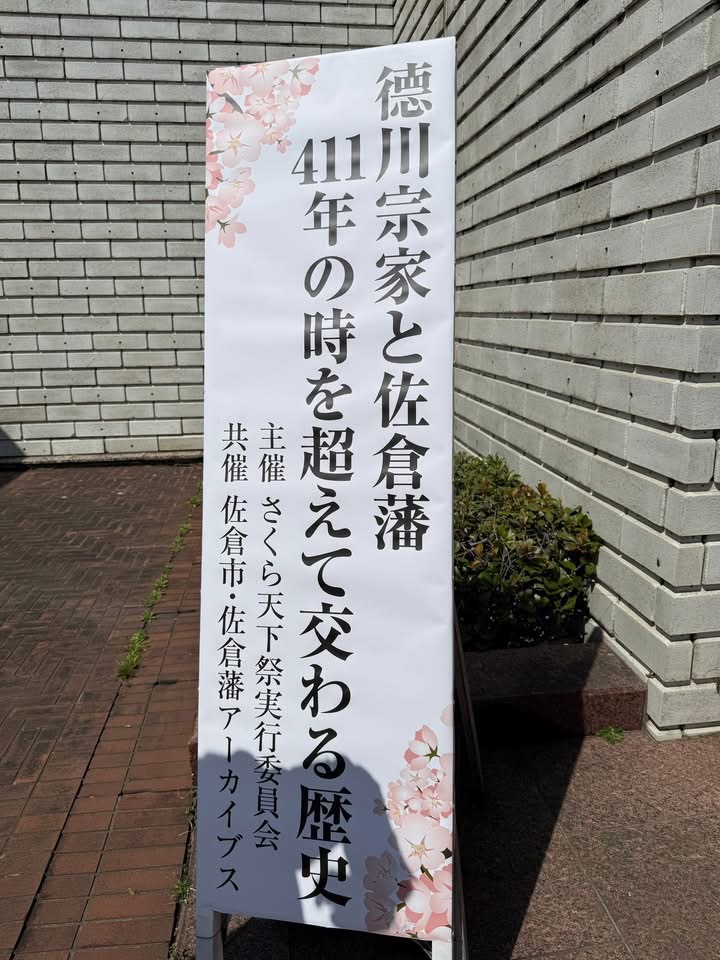 徳川宗家と佐倉藩
411年の時を超えて交わる歴史
主催 さくら天下祭実行委員会
共催 佐倉市・佐倉藩アーカイブス